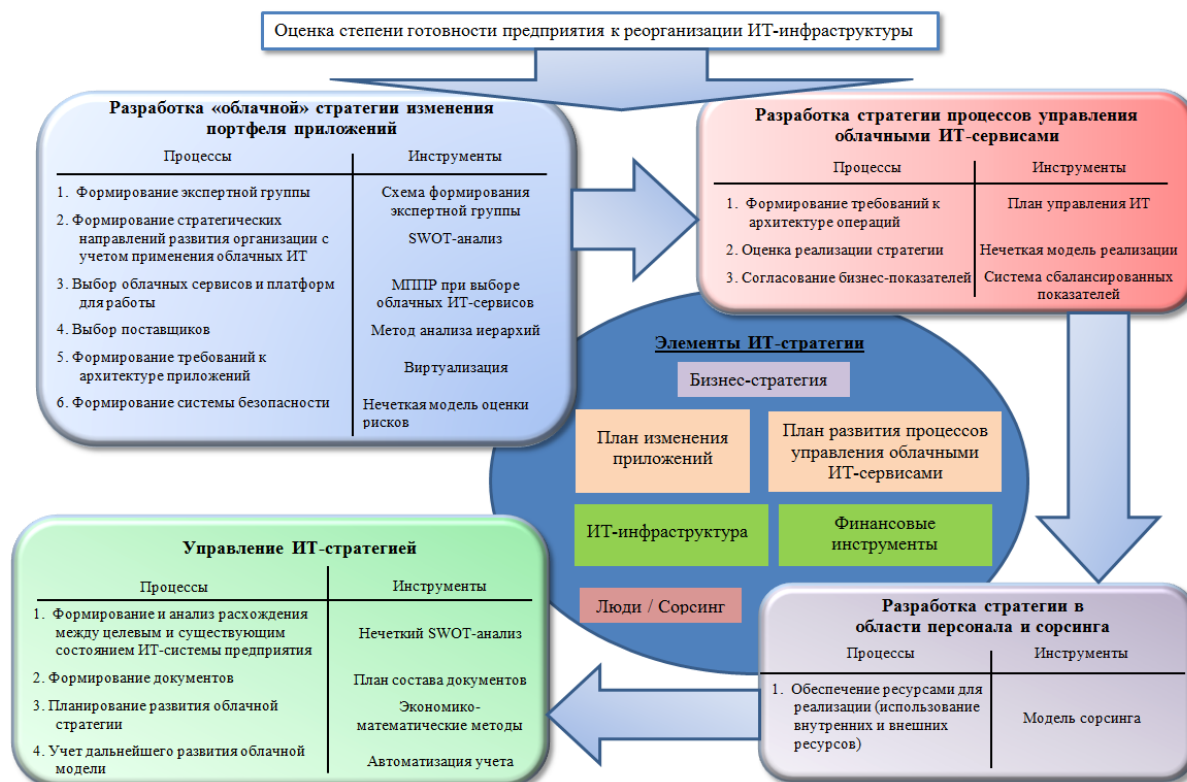 Оценка степени готовности предприятия к реорганизации ИТ-инфраструктуры
Разработка «облачной» стратегии изменения
портфеля приложений
Процессы
Инструменты
1. Формирование экспертной группы
Схема формирования
экспертной группы
2. Формирование стратегических
направлений развития организации с
учетом применения облачных ИТ
SWOT-анализ
3. Выбор облачных сервисов и платформ
для работы
МППР при выборе
облачных ИТ-сервисов
4. Выбор поставщиков
Метод анализа иерархий
5. Формирование требований к
архитектуре приложений
Виртуализация
6. Формирование системы безопасности
Нечеткая модель оценки
рисков
Разработка стратегии процессов управления
облачными ИТ-сервисами
Процессы
Инструменты
1. Формирование требований к
архитектуре операций
План управления ИТ
2. Оценка реализации стратегии
Нечеткая модель реализации
3. Согласование бизнес-показателей
Система сбалансированных
показателей
Элементы ИТ-стратегии
Бизнес-стратегия
План изменения
приложений
План развития процессов
управления облачными
ИТ-сервисами
ИТ-инфраструктура
Финансовые
инструменты
Люди / Сорсинг
Разработка стратегии в
области персонала и сорсинга
Процессы
Инструменты
1. Обеспечение ресурсами для
реализации (использование
внутренних и внешних
ресурсов)
Модель сорсинга
Управление ИТ-стратегией
Процессы
Инструменты
1. Формирование и анализ расхождения
между целевым и существующим
состоянием ИТ-системы предприятия
Нечеткий SWOT-анализ
2. Формирование документов
План состава документов
3. Планирование развития облачной
стратегии
Экономико-
математические методы
4. Учет дальнейшего развития облачной
модели
Автоматизация учета